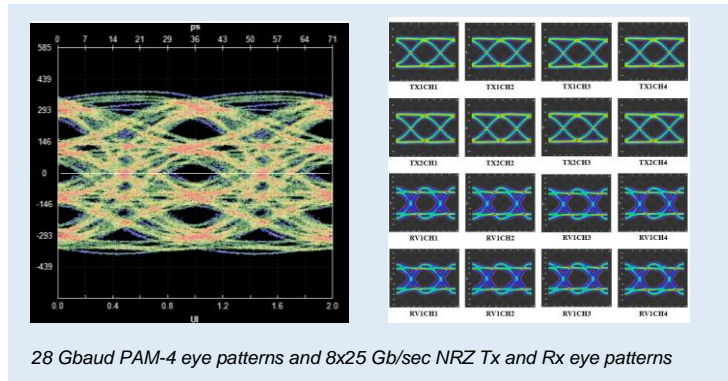 ps
0 7 14 21 28 36 43 50 57 64 71
585
439
293
146
0
-146
-293
-439
0.0 0.4 0.8 1.2 1.6 2.0
UI
TX1CH1 TX1CH2 TX1CH3 TX1CH4
TX2CH1 TX2CH2 TX2CH3 TX2CH4
RV1CH1 RV1CH2 RV1CH3 RV1CH4
RV1CH1 RV1CH2 RV1CH3 RV1CH4
28 Gbaud PAM-4 eye patterns and 8x25 Gb/sec NRZ Tx and Rx eye patterns